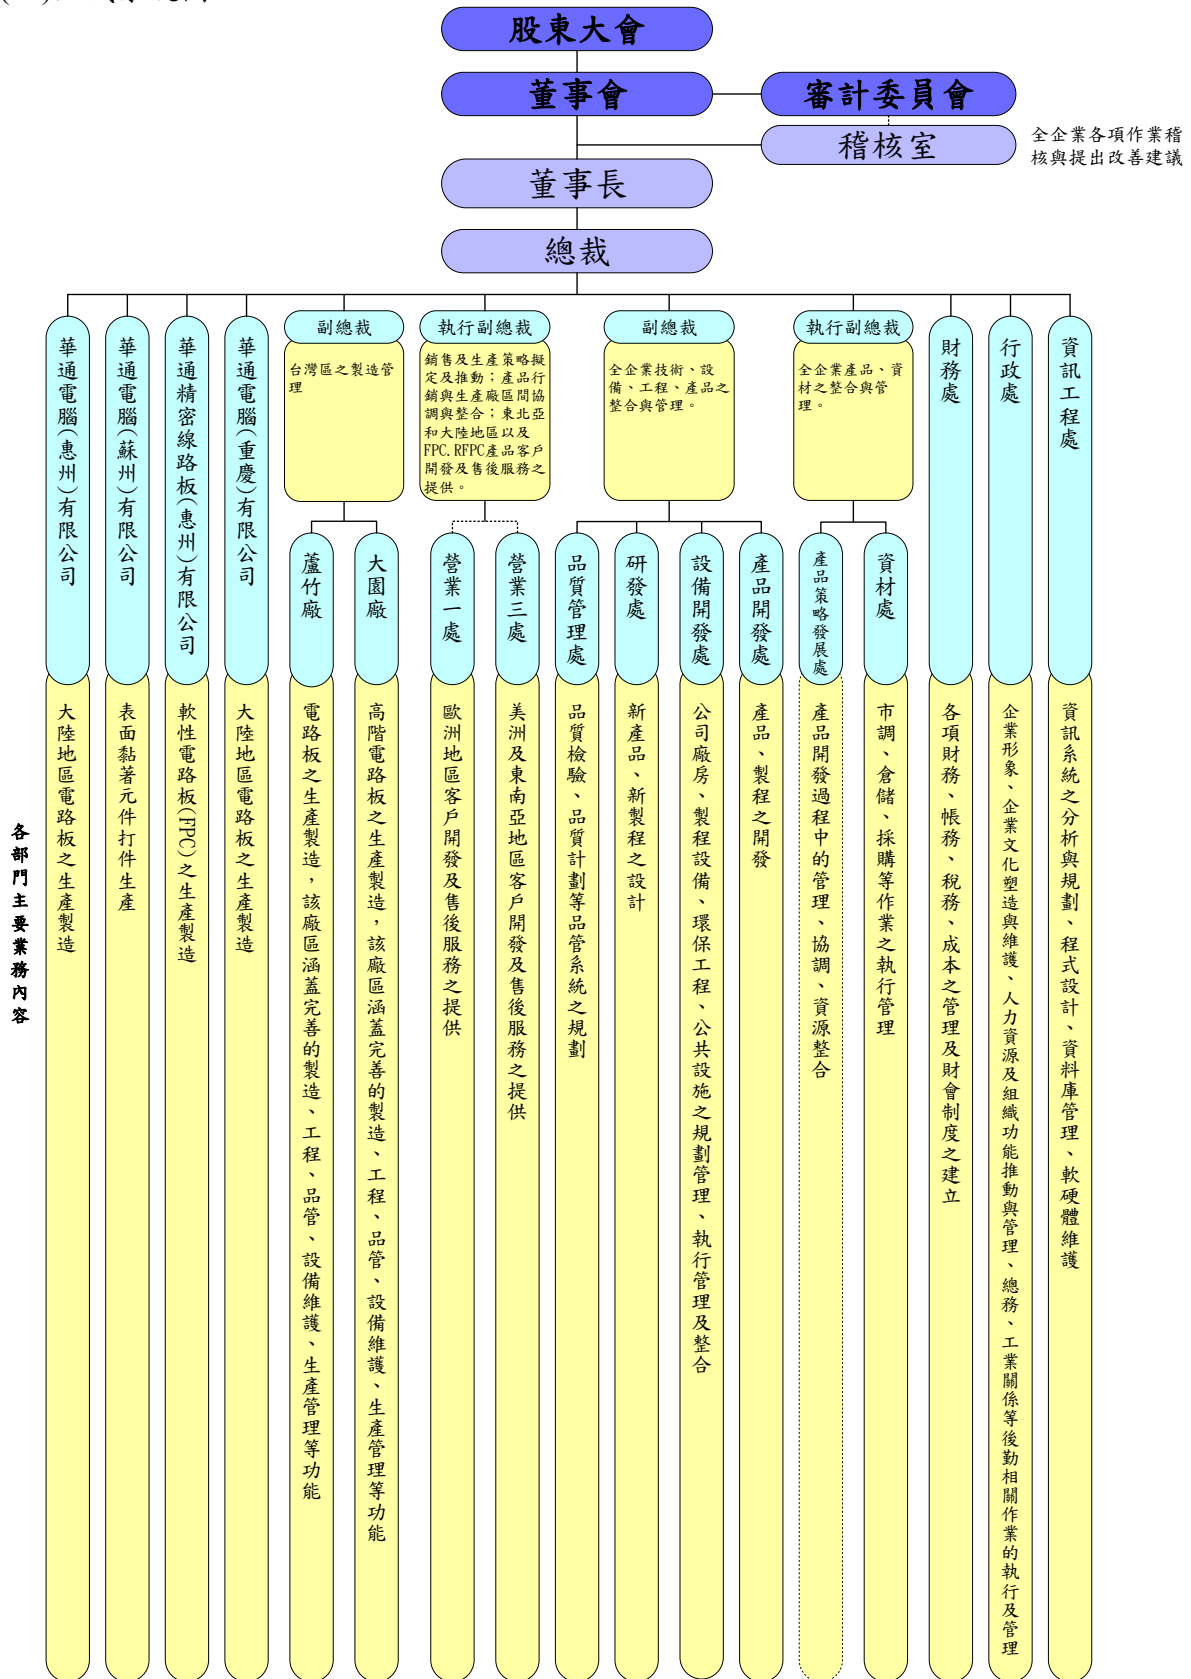 股東大會
董事會
審計委員會
稽核室
全企業各項作業稽
核與提出改善建議
董事長
總裁
華通電腦(惠州)有限公司
華通電腦(蘇州)有限公司
華通精密線路板(惠州)有限公司
華通電腦(重慶)有限公司
副總裁
台灣區之製造管
理
執行副總裁
銷售及生產策略擬
定及推動；產品行
銷與生產廠區間協
調與整合；東北亞
和大陸地區以及
FPC.RFPC產品客戶
開發及售後服務之
提供。
副總裁
全企業技術、設
備、工程、產品之
整合與管理。
執行副總裁
全企業產品、資
材之整合與管
理。
財務處
行政處
資訊工程處
蘆竹廠
大園廠
營業一處
營業三處
品質管理處
研發處
設備開發處
產品開發處
產品策略發展處
資材處
各部門主要業務內容
大陸地區電路板之生產製造
表面黏著元件打件生產
軟性電路板(FPC)之生產製造
大陸地區電路板之生產製造
電路板之生產製造，該廠區涵蓋完善的製造、工程、品管、設備維護、生產管理等功能
高階電路板之生產製造，該廠區涵蓋完善的製造、工程、品管、設備維護、生產管理等功能
歐洲地區客戶開發及售後服務之提供
美洲及東南亞地區客戶開發及售後服務之提供
品質檢驗、品質計劃等品管系統之規劃
新產品、新製程之設計
公司廠房、製程設備、環保工程、公共設施之規劃管理、執行管理及整合
產品、製程之開發
產品開發過程中的管理、協調、資源整合
市調、倉儲、採購等作業之執行管理
各項財務、帳務、稅務、成本之管理及財會制度之建立
企業形象、企業文化塑造與維護、人力資源及組織功能推動與管理、總務、工業關係等後勤相關作業的執行及管理
資訊系統之分析與規劃、程式設計、資料庫管理、軟硬體維護